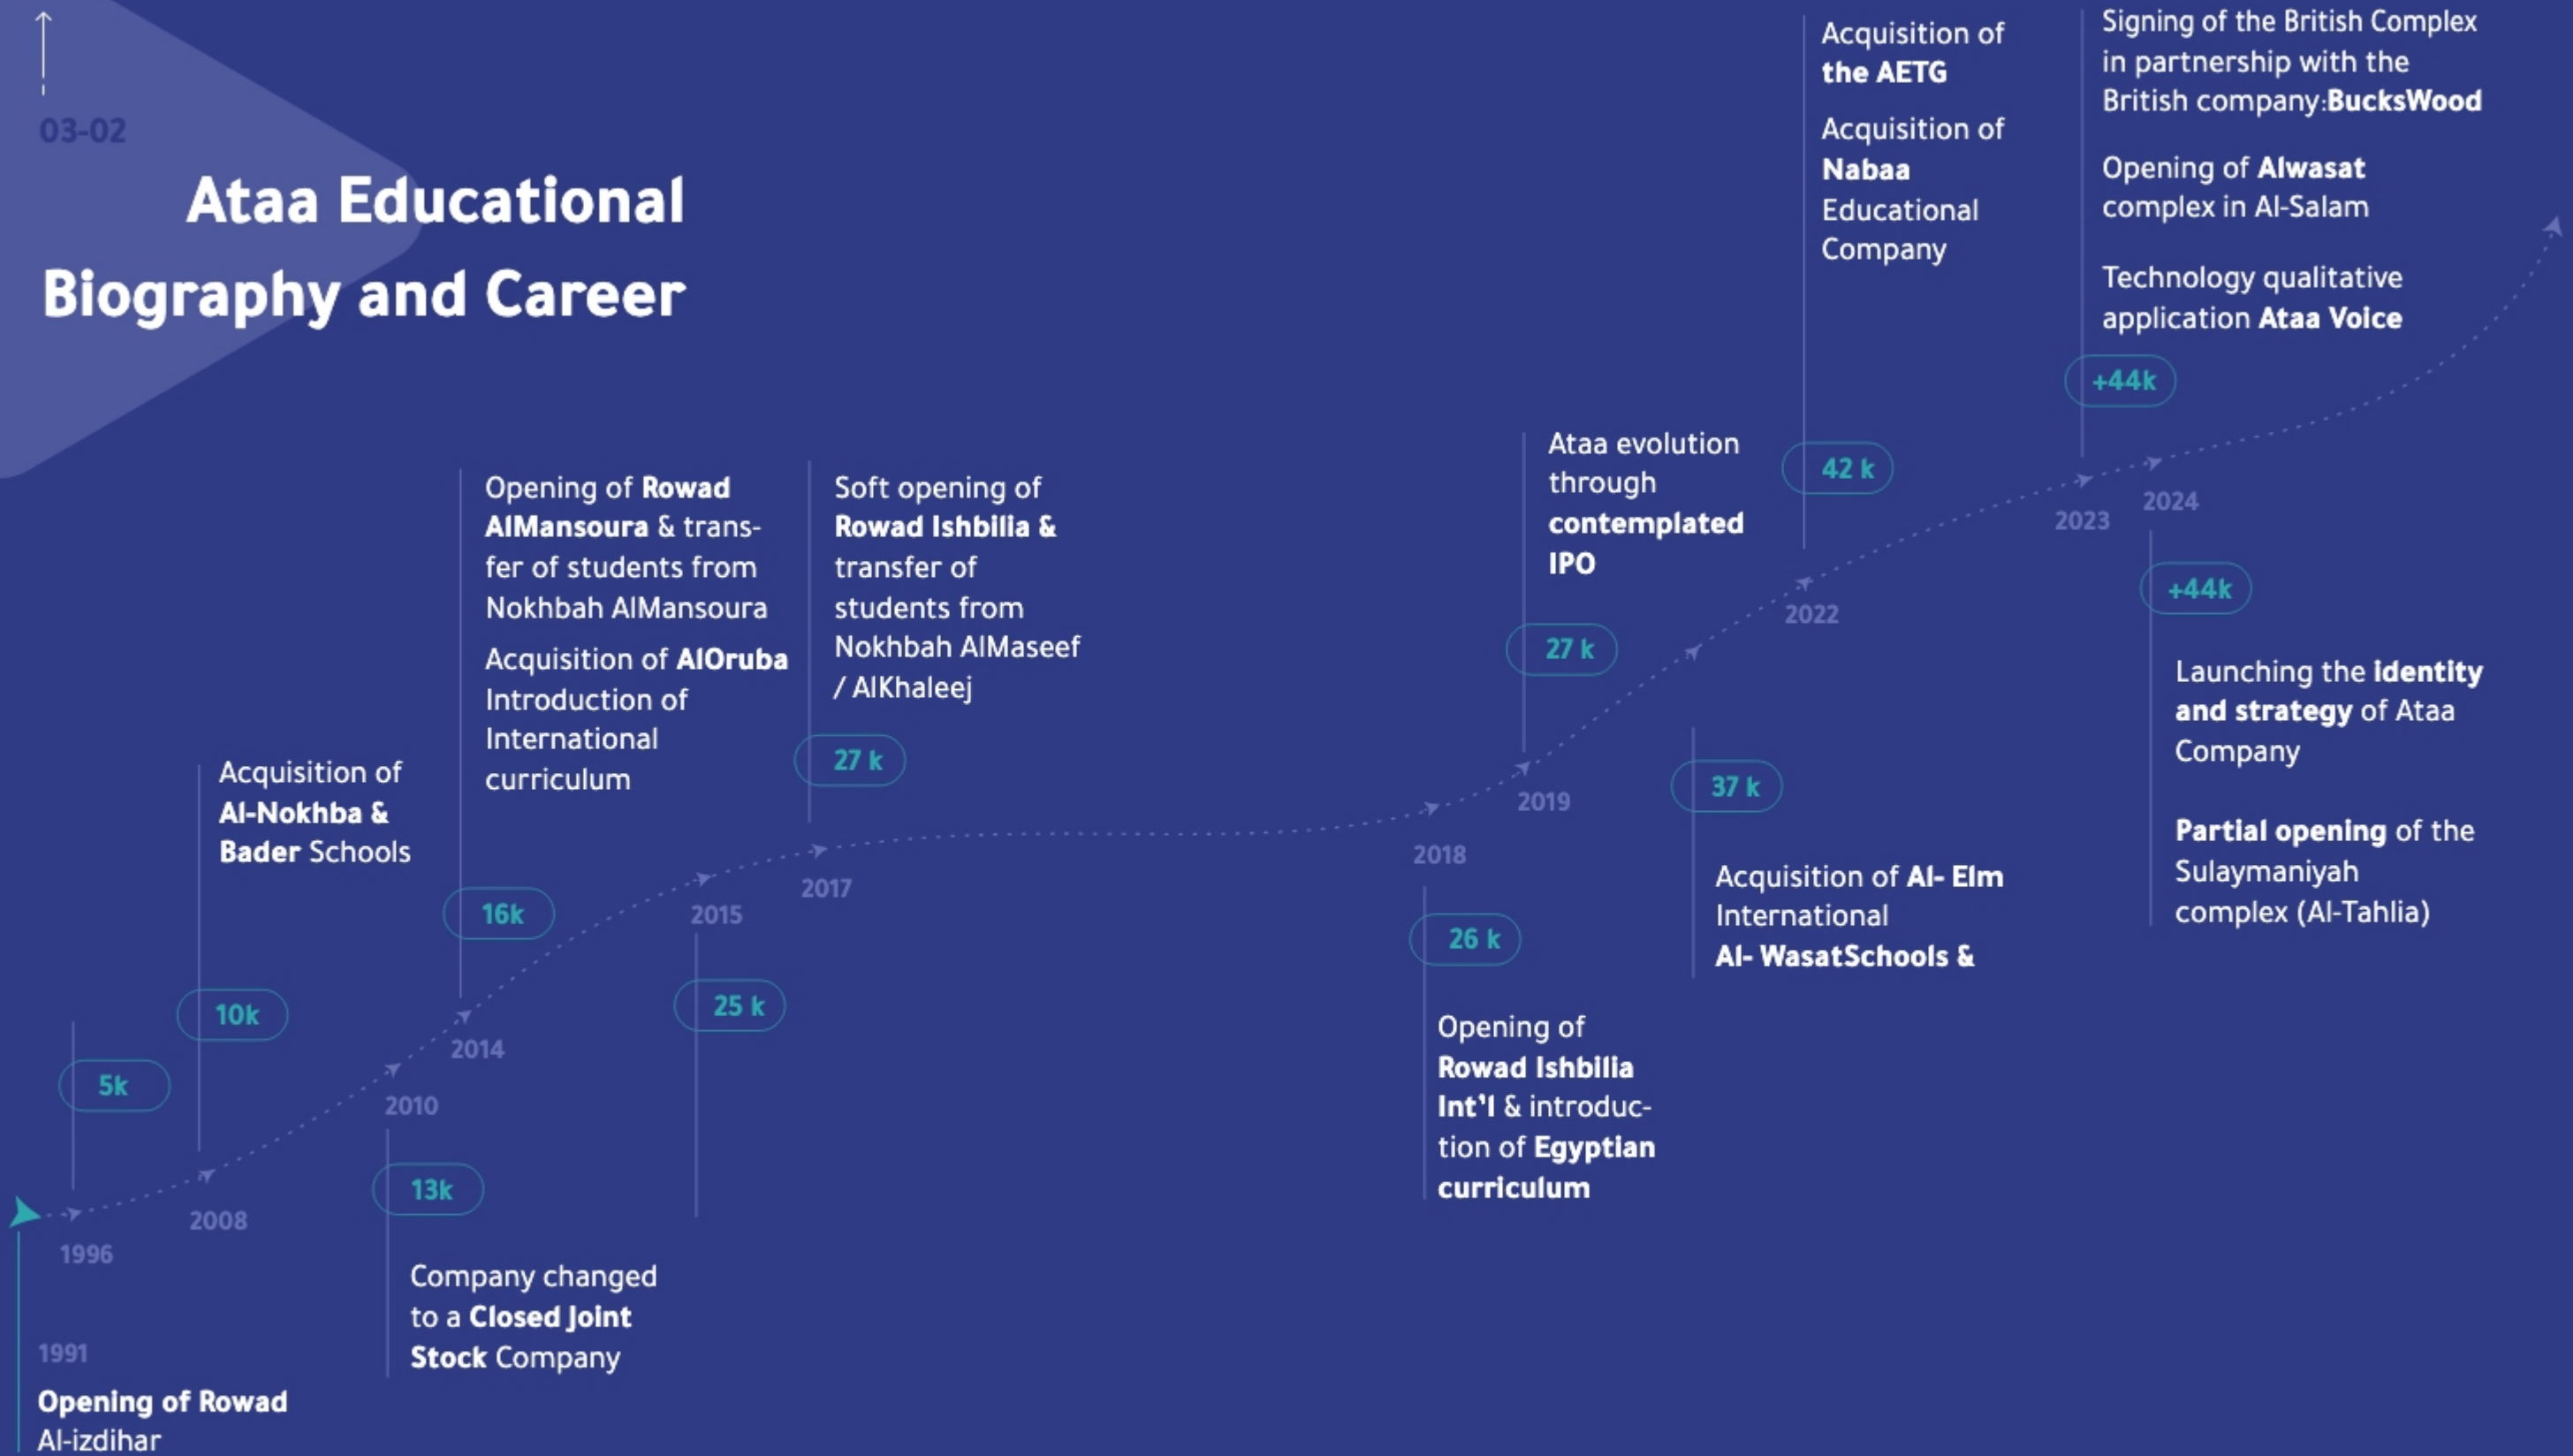 03-02
Ataa Educational
Biography and Career
1991
Opening of Rowad
Al-izdihar
5k
1996
Acquisition of
Al-Nokhba &
Bader Schools
10k
2008
2010
13k
Company changed
to a Closed Joint
Stock Company
Opening of Rowad
AlMansoura & trans-
fer of students from
Nokhbah AlMansoura
Acquisition of AlOruba
Introduction of
International
curriculum
16k
2014
2015
25 k
Soft opening of
Rowad Ishbilia &
transfer of
students from
Nokhbah AlMaseef
/ AlKhaleej
27 k
2017
2018
26 k
Opening of
Rowad Ishbilia
Int'l & introduc-
tion of Egyptian
curriculum
Ataa evolution
through
contemplated
IPO
27 k
2019
37 k
Acquisition of Al- Elm
International
Al- WasatSchools &
Acquisition of
the AETG
Acquisition of
Nabaa
Educational
Company
42 k
2022
Signing of the British Complex
in partnership with the
British company:BucksWood
Opening of Alwasat
complex in Al-Salam
Technology qualitative
application Ataa Voice
+44k
2023
2024
+44k
Launching the identity
and strategy of Ataa
Company
Partial opening of the
Sulaymaniyah
complex (Al-Tahlia)